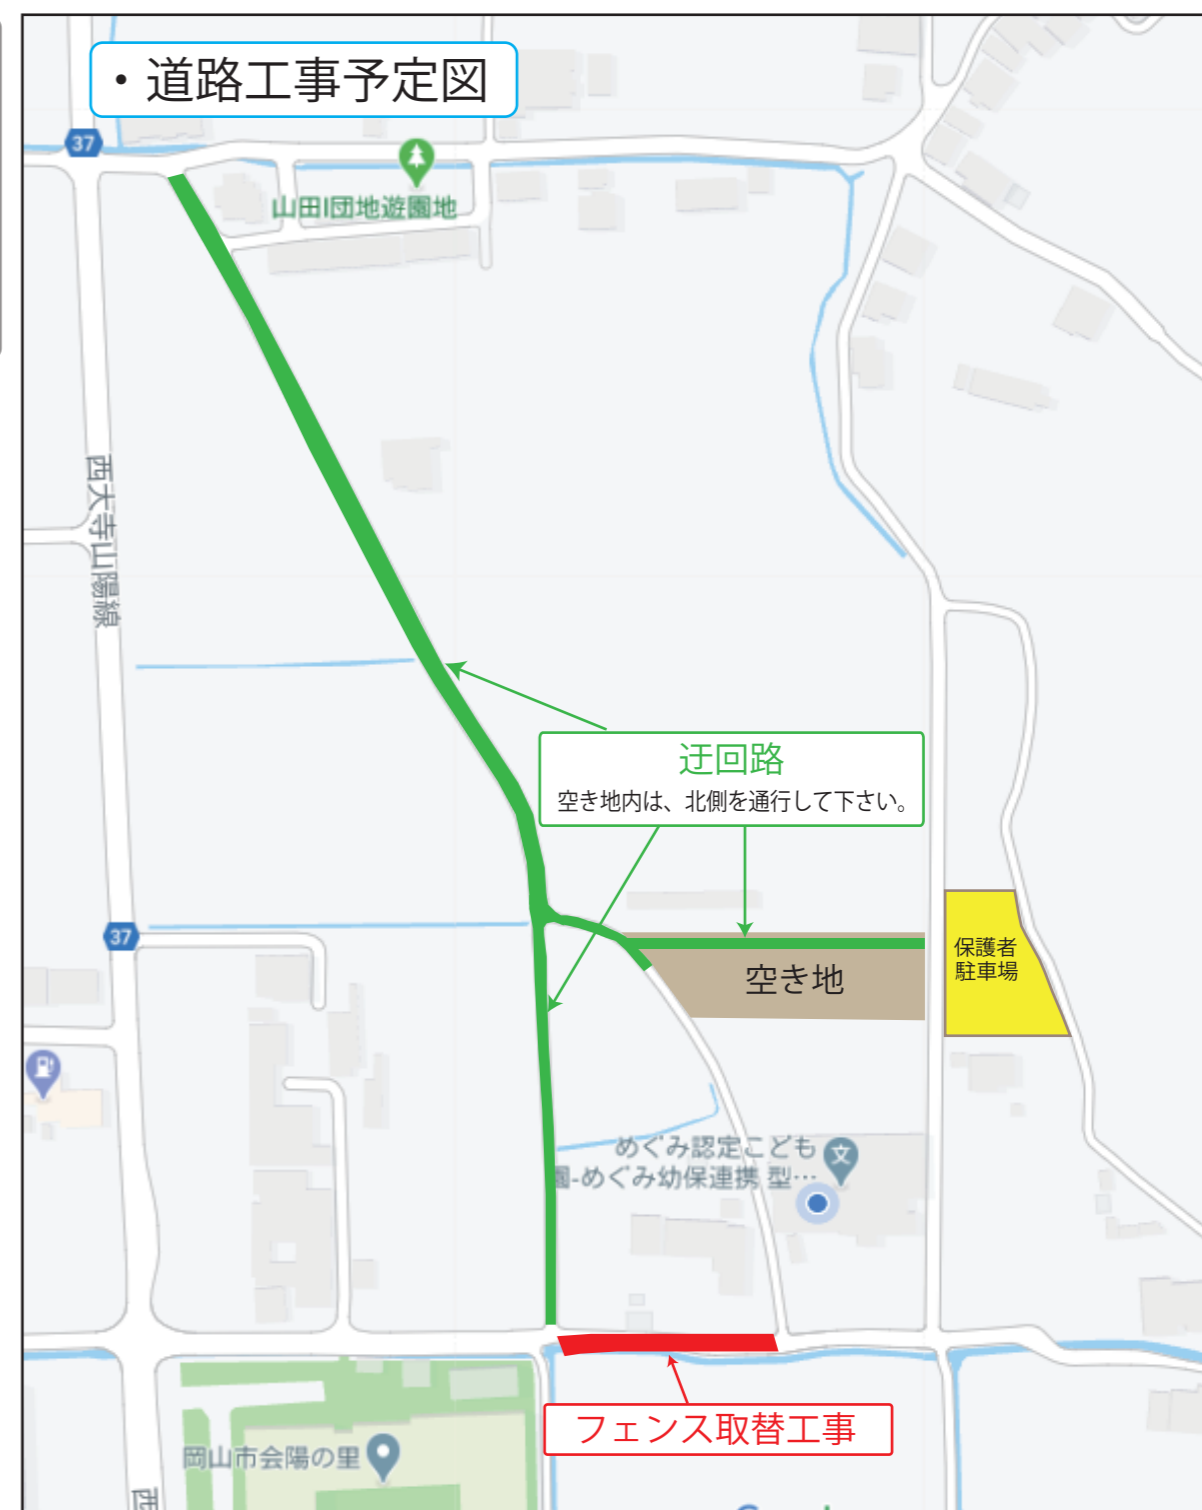 ・道路工事予定図
37
山田I団地遊園地
西大寺山陽線
迂回路
空き地内は、北側を通行して下さい。
37
空き地
保護者
駐車場
めぐみ認定こども
園-めぐみ幼保連携 型…
文
フェンス取替工事
岡山市会陽の里
西